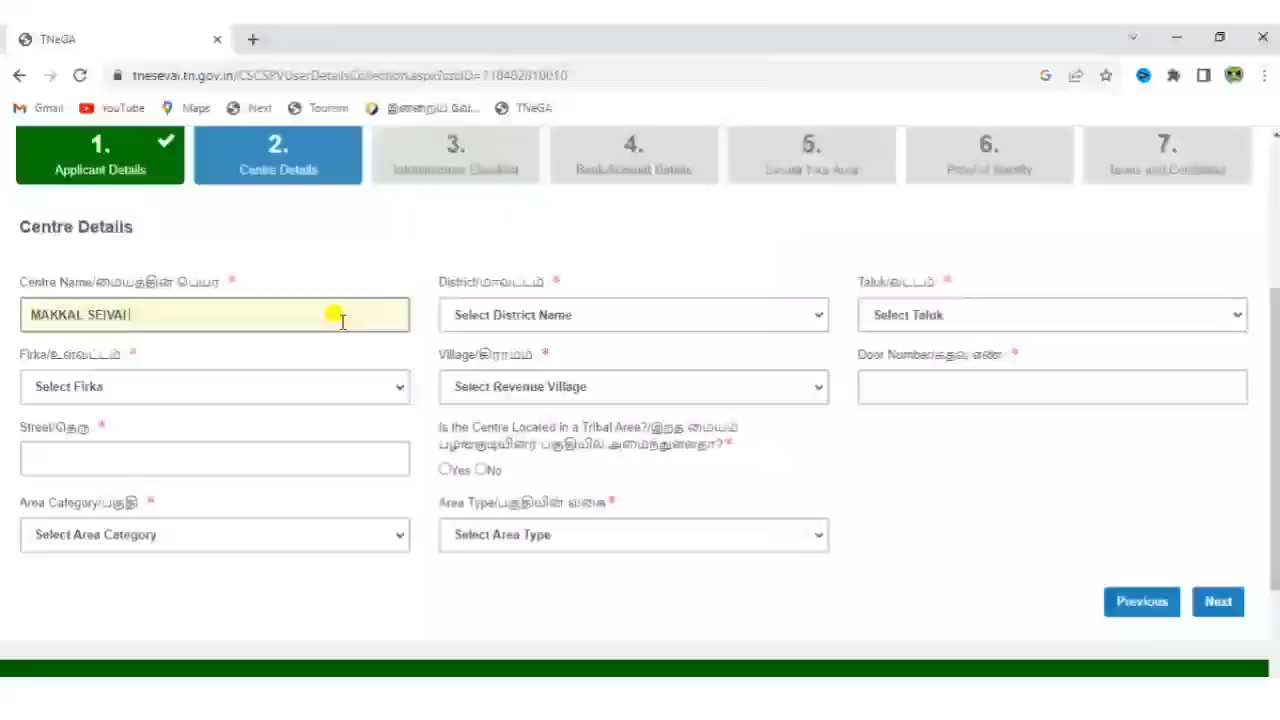 TNeGA
tnesevai.tn.gov.in/CSCSPVUserDetailsCollection.aspx?cscID=718482810010
Gmail YouTube Maps Next Tourism இன்றைய வே... TNeGA
1. 2. 3. 4. 5. 6. 7.
Applicant Details Centre Details Infrastructure Checklist Bank Account Details Locate Your Area Proof of Identity Terms and Conditions
Centre Details
Centre Name/மையத்தின் பெயர் * District/மாவட்டம் * Taluk/வட்டம் *
MAKKAL SEIVAI Select District Name Select Taluk
Firka/உள்வட்டம் * Village/கிராமம் * Door Number/கதவு எண் *
Select Firka Select Revenue Village
Street/தெரு * Is the Centre Located in a Tribal Area?/இந்த மையம்
பழங்குடியினர் பகுதியில் அமைந்துள்ளதா?*
Yes No
Area Category/பகுதி * Area Type/பகுதியின் வகை *
Select Area Category Select Area Type
Previous Next